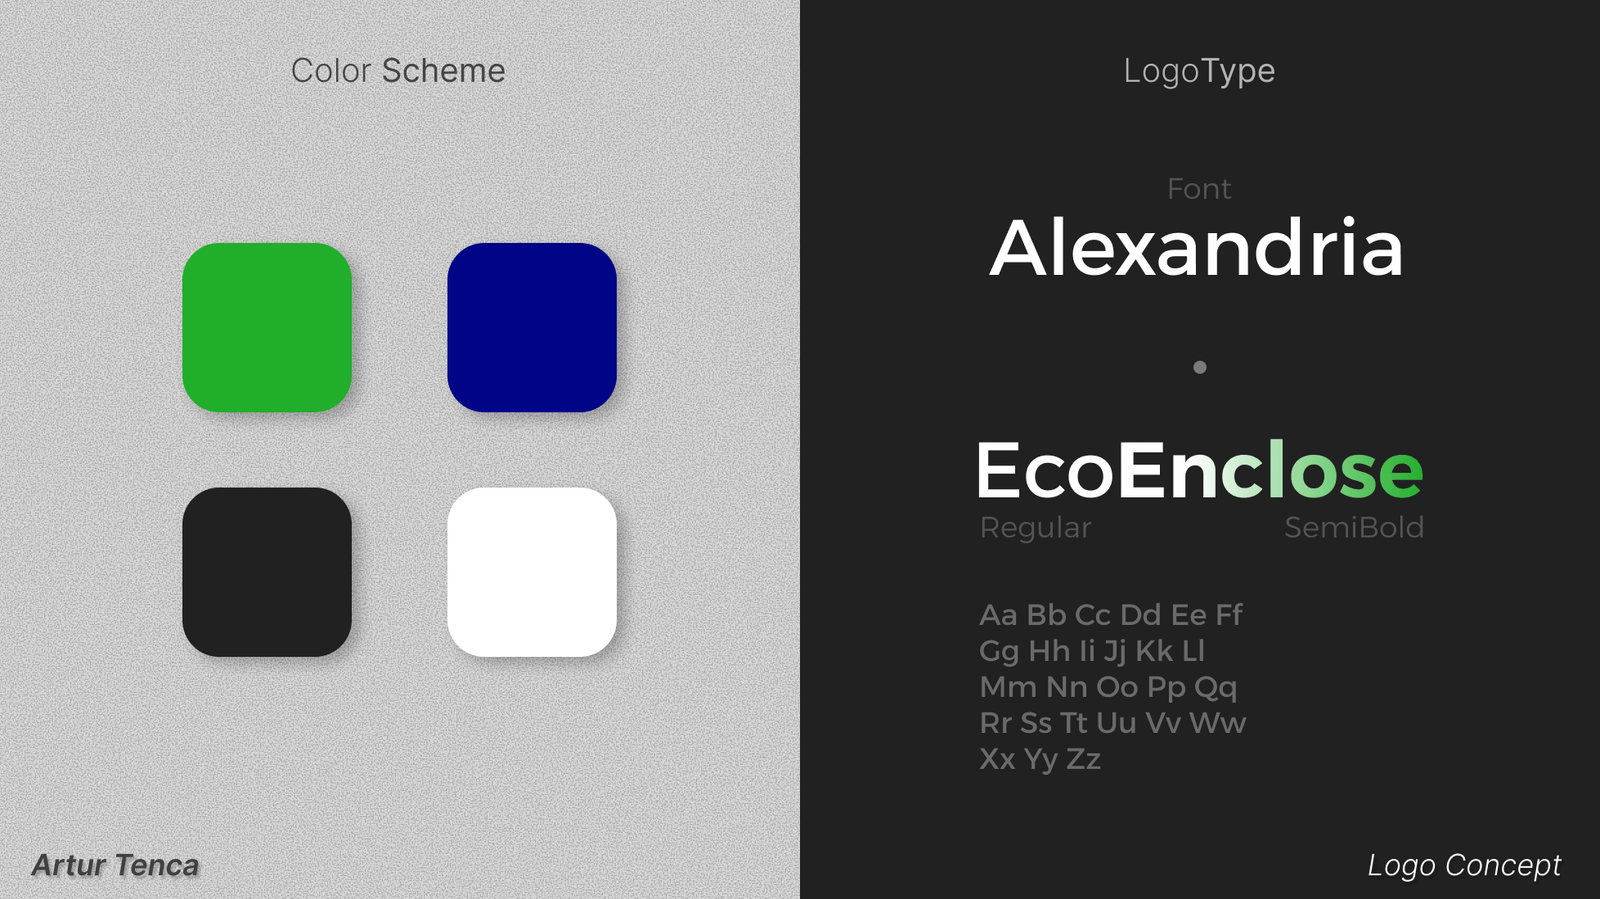 Color Scheme
LogoType
Font
Alexandria
EcoEnclose
Regular
SemiBold
Aa Bb Cc Dd Ee Ff
Gg Hh Ii Jj Kk Ll
Mm Nn Oo Pp Qq
Rr Ss Tt Uu Vv Ww
Xx Yy Zz
Artur Tenca
Logo Concept